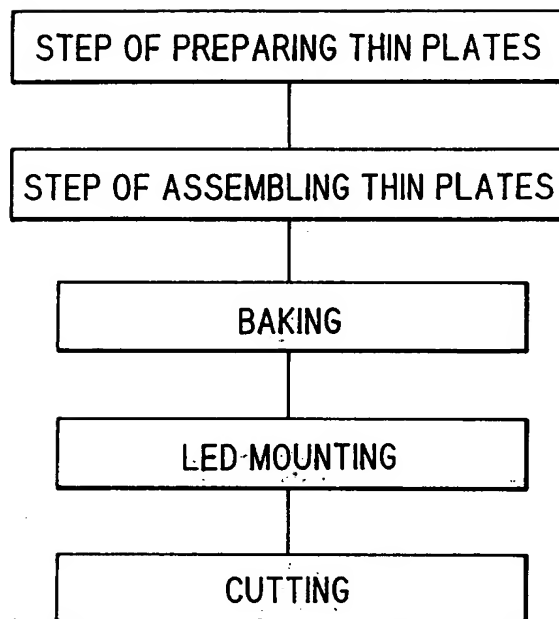 STEP OF PREPARING THIN PLATES
STEP OF ASSEMBLING THIN PLATES
BAKING
LED MOUNTING
CUTTING